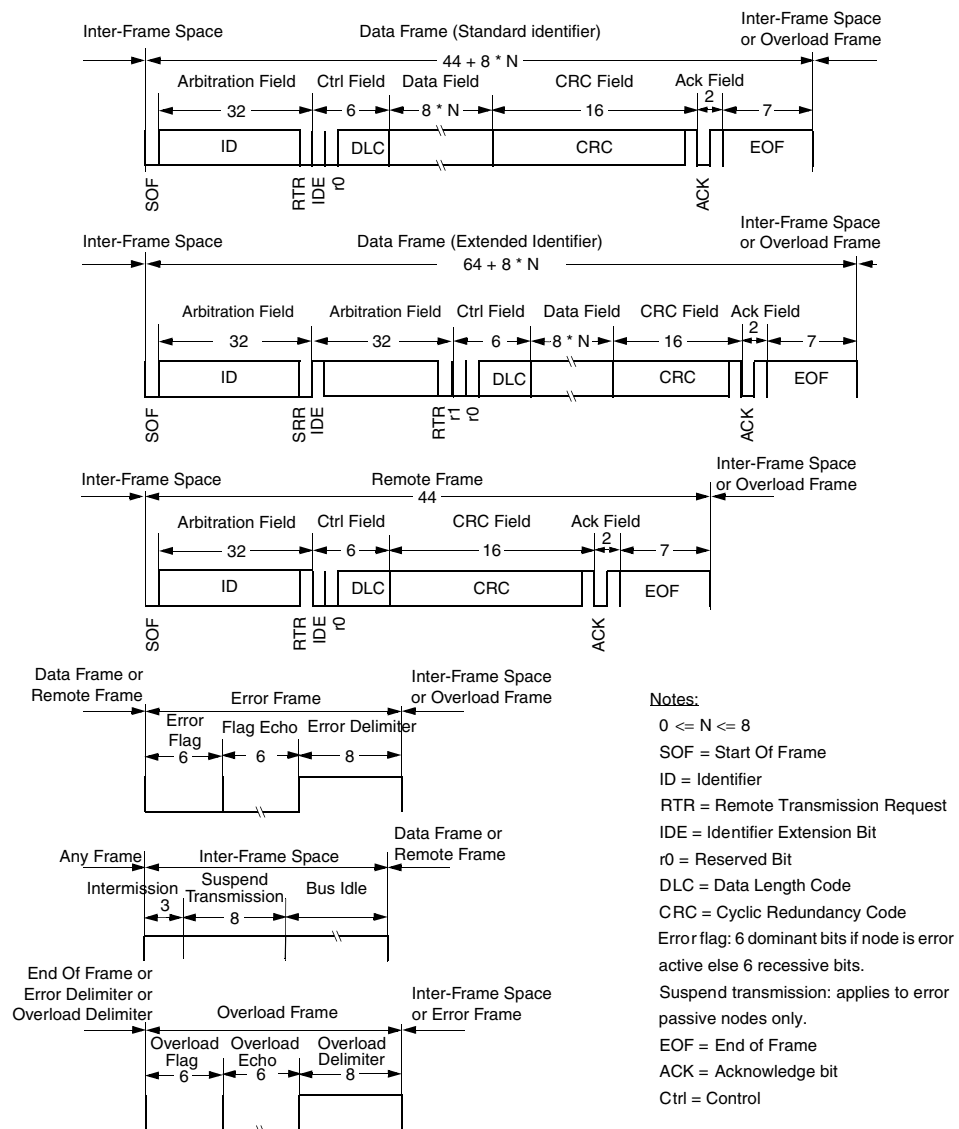 Inter-Frame Space
Data Frame (Standard identifier)
Inter-Frame Space
or Overload Frame
44 + 8 * N
Arbitration Field
Ctrl Field
Data Field
CRC Field
Ack Field
32
6
8 * N
16
2
7
ID
DLC
CRC
EOF
SOF
RTR
IDE
r0
ACK
Inter-Frame Space
Data Frame (Extended Identifier)
Inter-Frame Space
or Overload Frame
64 + 8 * N
Arbitration Field
Arbitration Field
Ctrl Field
Data Field
CRC Field
Ack Field
32
32
6
8 * N
16
2
7
ID
DLC
CRC
EOF
SOF
SRR
IDE
RTR
r1
r0
ACK
Inter-Frame Space
Remote Frame
Inter-Frame Space
or Overload Frame
44
Arbitration Field
Ctrl Field
CRC Field
Ack Field
32
6
16
2
7
ID
DLC
CRC
EOF
SOF
RTR
IDE
r0
ACK
Data Frame or
Remote Frame
Error Frame
Inter-Frame Space
or Overload Frame
Error
Flag
Flag Echo
Error Delimiter
6
6
8
Any Frame
Inter-Frame Space
Data Frame or
Remote Frame
Intermission
Suspend
Transmission
Bus Idle
3
8
End Of Frame or
Error Delimiter or
Overload Delimiter
Overload Frame
Inter-Frame Space
or Error Frame
Overload
Flag
Overload
Echo
Overload
Delimiter
6
6
8
Notes:
0 <= N <= 8
SOF = Start Of Frame
ID = Identifier
RTR = Remote Transmission Request
IDE = Identifier Extension Bit
r0 = Reserved Bit
DLC = Data Length Code
CRC = Cyclic Redundancy Code
Error flag: 6 dominant bits if node is error
active else 6 recessive bits.
Suspend transmission: applies to error
passive nodes only.
EOF = End of Frame
ACK = Acknowledge bit
Ctrl = Control